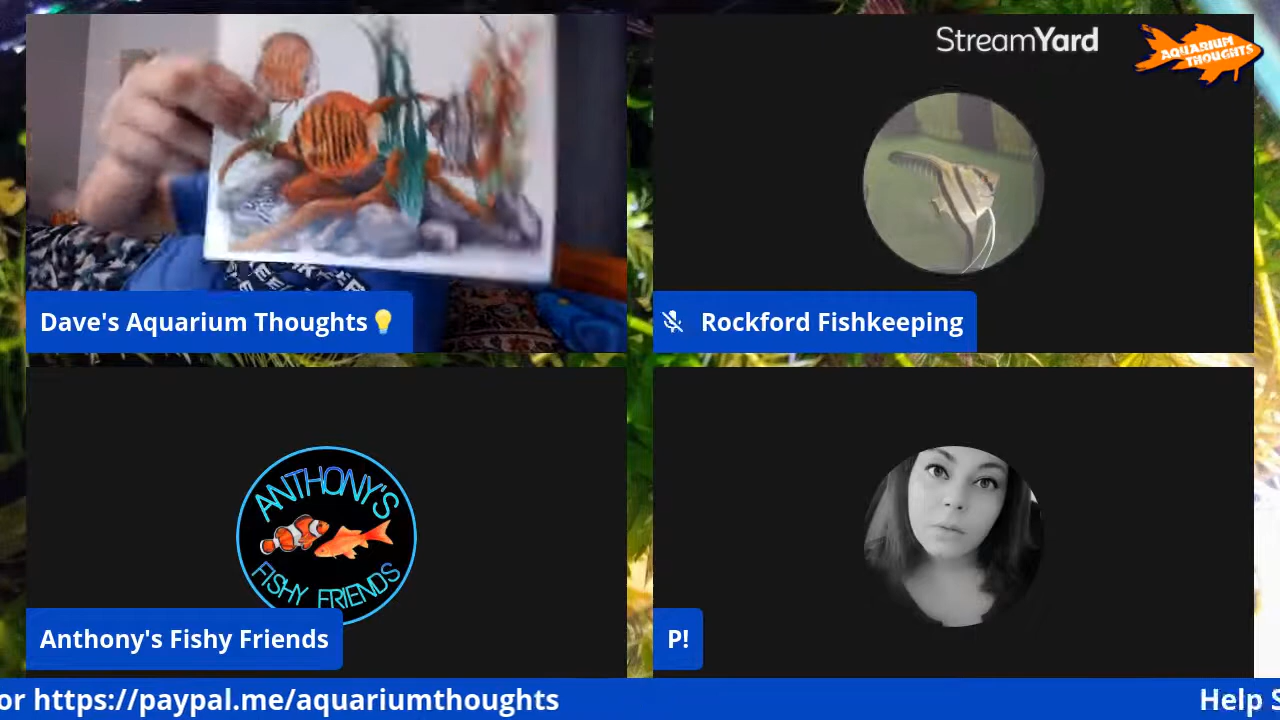 StreamYard
AQUARIUM
THOUGHTS
Dave's Aquarium Thoughts
Rockford Fishkeeping
ANTHONY'S
FISHY FRIENDS
Anthony's Fishy Friends
P!
or https://paypal.me/aquariumthoughts
Help S